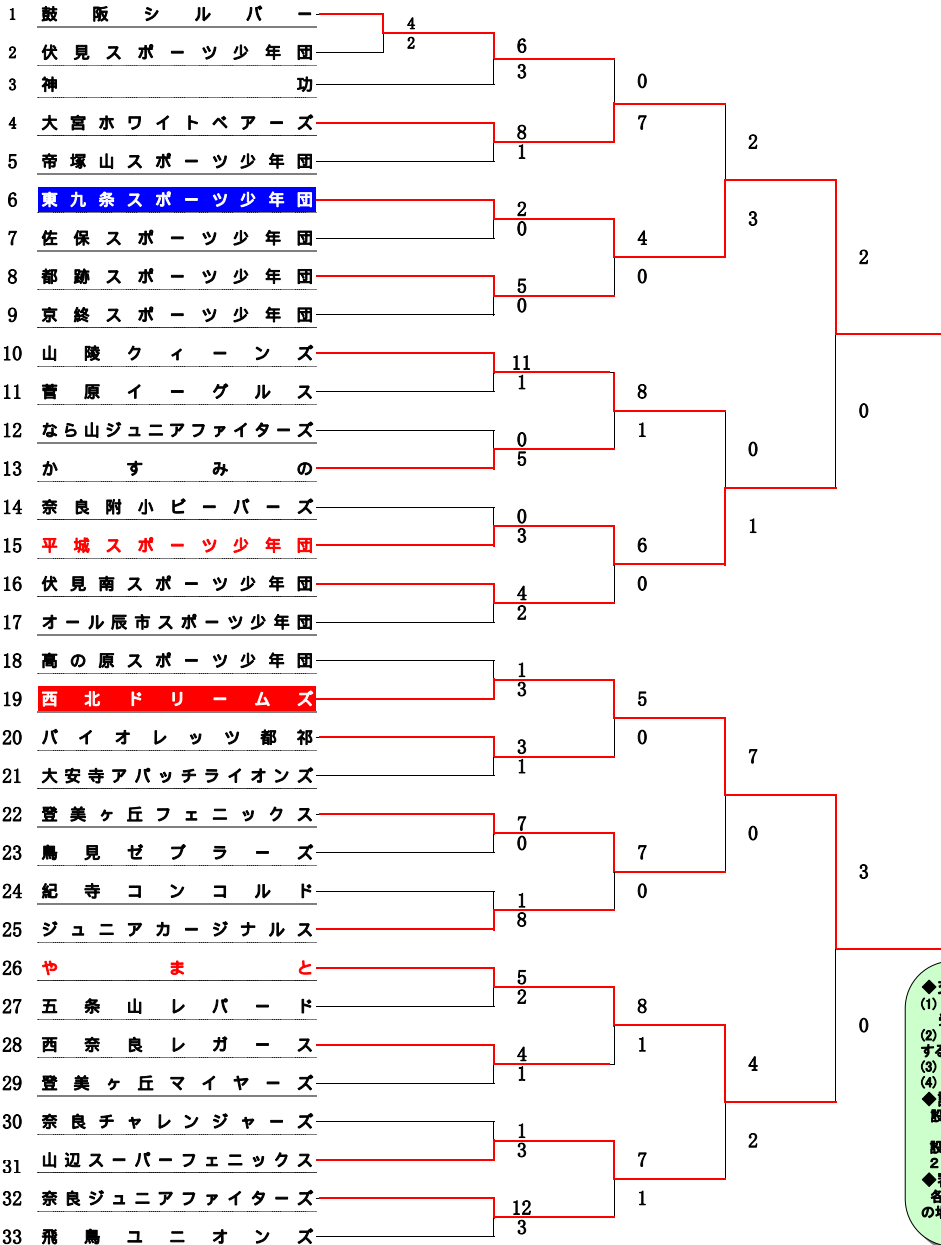 1 鼓阪シルバー
4
2
2 伏見スポーツ少年団
6
3
3 神功
0
7
4 大宮ホワイトベアーズ
8
1
5 帝塚山スポーツ少年団
2
3
6 東九条スポーツ少年団
2
0
7 佐保スポーツ少年団
4
0
8 都跡スポーツ少年団
5
0
9 京終スポーツ少年団
2
0
10 山陵クィーンズ
11
1
11 菅原イーグルス
8
1
12 なら山ジュニアファイターズ
0
5
13 かすみの
0
1
14 奈良附小ビーバーズ
0
3
15 平城スポーツ少年団
6
0
16 伏見南スポーツ少年団
4
2
17 オール辰市スポーツ少年団
18 高の原スポーツ少年団
1
3
19 西北ドリームズ
5
0
20 バイオレッツ都祁
3
1
21 大安寺アパッチライオンズ
7
0
22 登美ヶ丘フェニックス
7
0
23 鳥見ゼブラーズ
7
0
24 紀寺コンコルド
1
8
25 ジュニアカージナルス
3
0
26 やまと
5
2
27 五条山レパード
8
1
28 西奈良レガース
4
1
29 登美ヶ丘マイヤーズ
4
2
30 奈良チャレンジャーズ
1
3
31 山辺スーパーフェニックス
7
1
32 奈良ジュニアファイターズ
12
3
33 飛鳥ユニオンズ
(1)
(2)
する
(3)
(4)
設
2
各